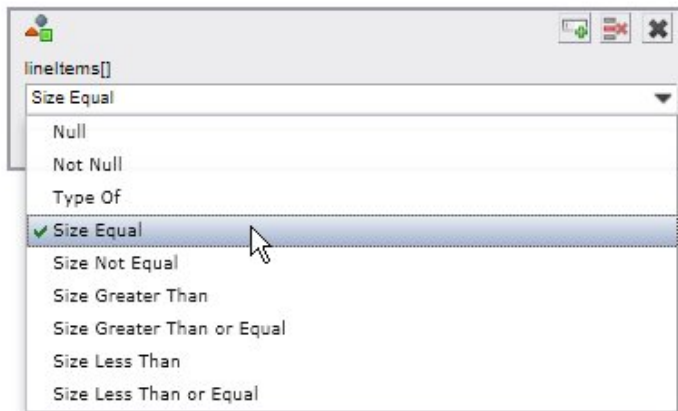 lineItems[]
Size Equal
Null
Not Null
Type Of
Size Equal
Size Not Equal
Size Greater Than
Size Greater Than or Equal
Size Less Than
Size Less Than or Equal